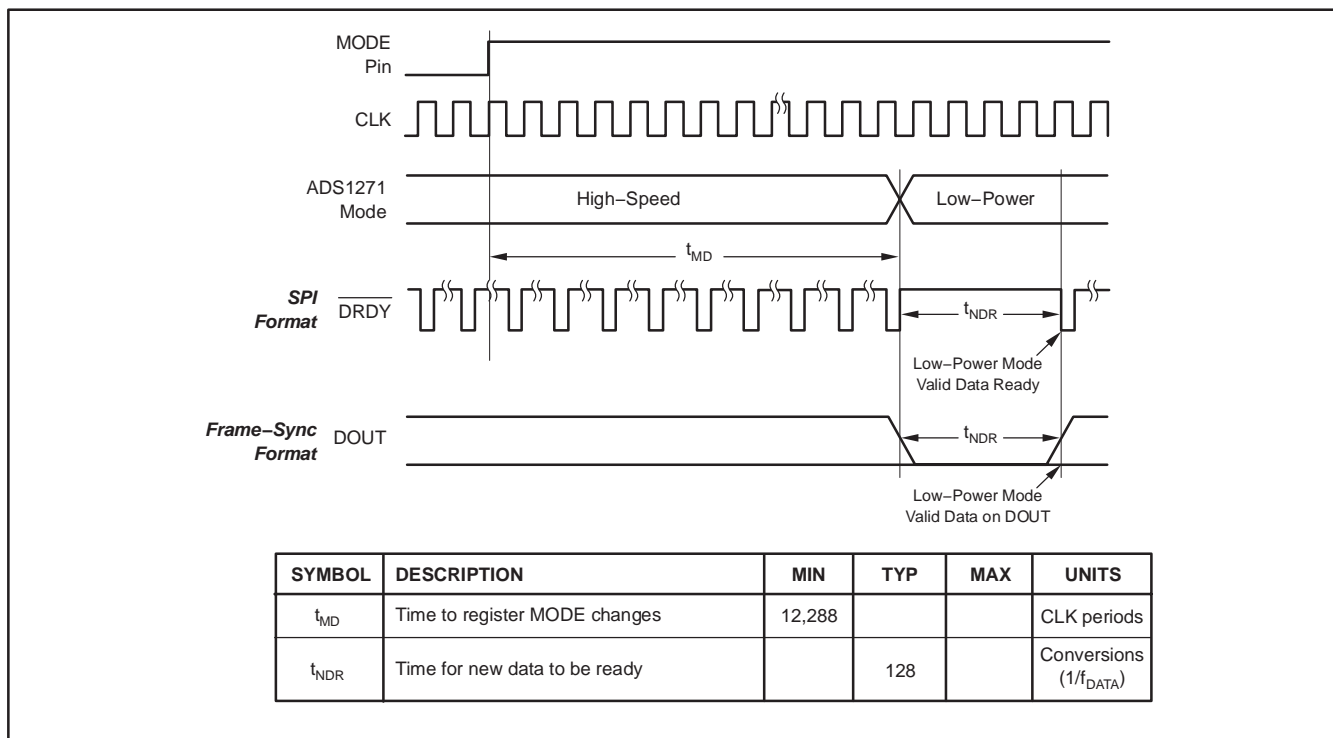 MODE
Pin
CLK
ADS1271
Mode
High−Speed
Low−Power
tMD
SPI
Format
DRDY
tNDR
Low−Power Mode
Valid Data Ready
Frame−Sync
Format
DOUT
tNDR
Low−Power Mode
Valid Data on DOUT
SYMBOL DESCRIPTION MIN TYP MAX UNITS
tMD Time to register MODE changes 12,288 CLK periods
tNDR Time for new data to be ready 128 Conversions
(1/fDATA)